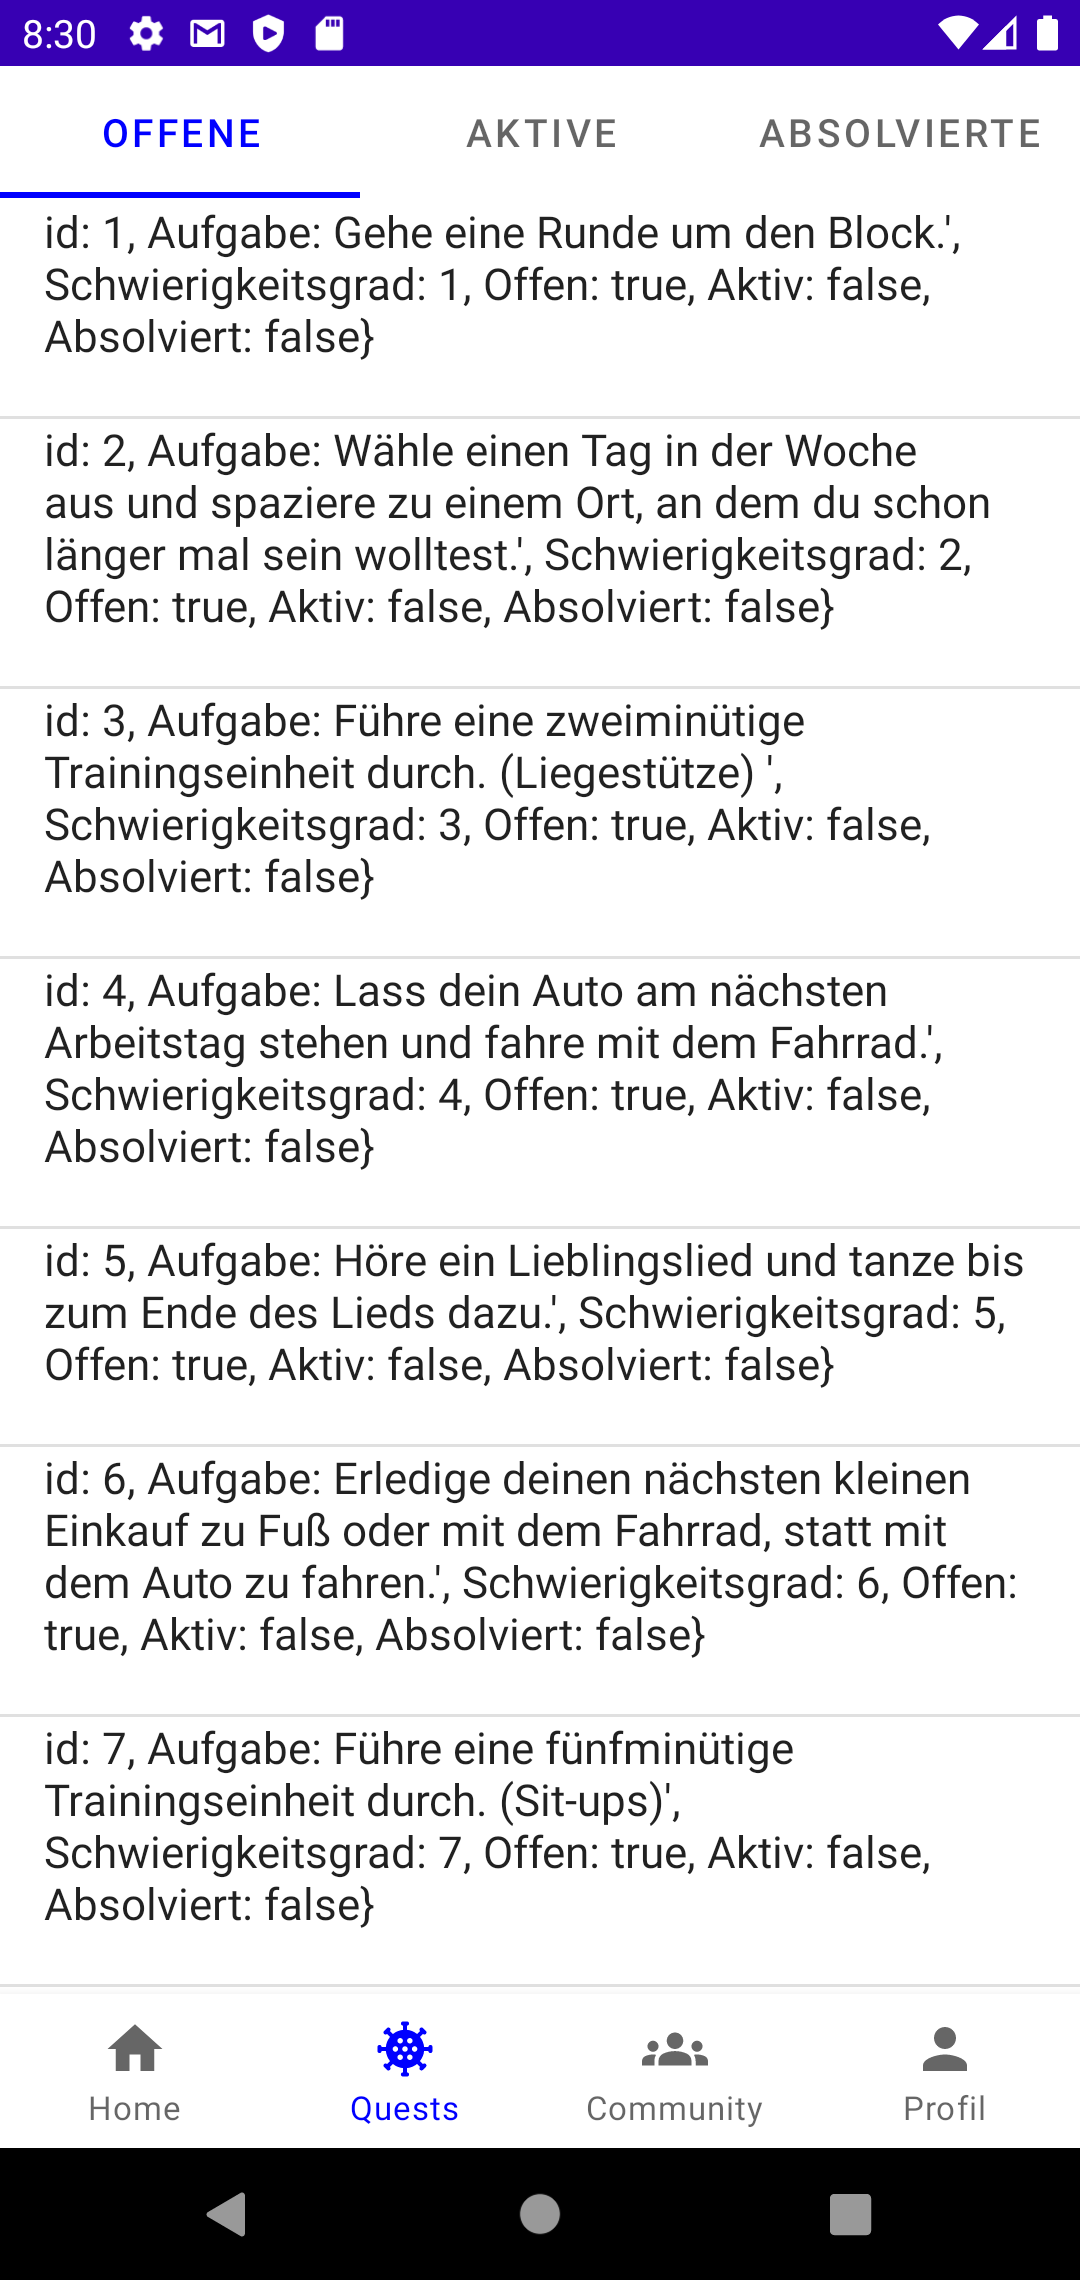 8:30
OFFENE AKTIVE ABSOLVIERTE
id: 1, Aufgabe: Gehe eine Runde um den Block.',
Schwierigkeitsgrad: 1, Offen: true, Aktiv: false,
Absolviert: false}
id: 2, Aufgabe: Wähle einen Tag in der Woche
aus und spaziere zu einem Ort, an dem du schon
länger mal sein wolltest.', Schwierigkeitsgrad: 2,
Offen: true, Aktiv: false, Absolviert: false}
id: 3, Aufgabe: Führe eine zweiminütige
Trainingseinheit durch. (Liegestütze) ',
Schwierigkeitsgrad: 3, Offen: true, Aktiv: false,
Absolviert: false}
id: 4, Aufgabe: Lass dein Auto am nächsten
Arbeitstag stehen und fahre mit dem Fahrrad.',
Schwierigkeitsgrad: 4, Offen: true, Aktiv: false,
Absolviert: false}
id: 5, Aufgabe: Höre ein Lieblingslied und tanze bis
zum Ende des Lieds dazu.', Schwierigkeitsgrad: 5,
Offen: true, Aktiv: false, Absolviert: false}
id: 6, Aufgabe: Erledige deinen nächsten kleinen
Einkauf zu Fuß oder mit dem Fahrrad, statt mit
dem Auto zu fahren.', Schwierigkeitsgrad: 6, Offen:
true, Aktiv: false, Absolviert: false}
id: 7, Aufgabe: Führe eine fünfminütige
Trainingseinheit durch. (Sit-ups)',
Schwierigkeitsgrad: 7, Offen: true, Aktiv: false,
Absolviert: false}
Home Quests Community Profil